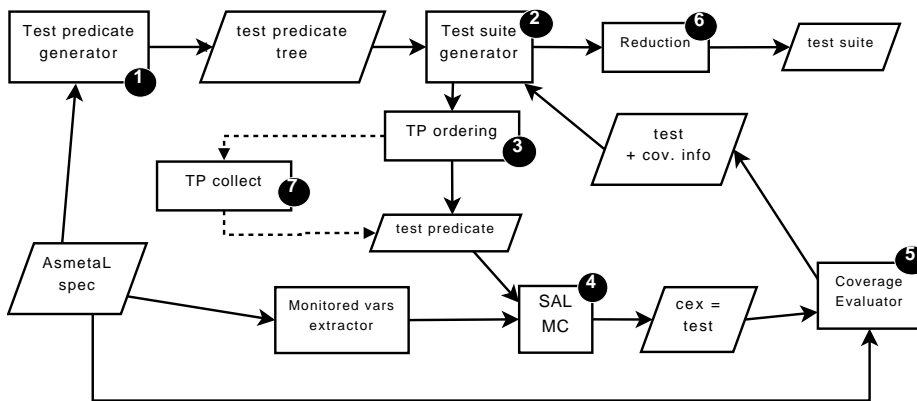 Test predicate
generator
1
test predicate
tree
Test suite
generator
2
Reduction
6
test suite
TP ordering
3
test
+ cov. info
TP collect
7
test predicate
AsmetaL
spec
Monitored vars
extractor
SAL
MC
4
cex =
test
Coverage
Evaluator
5